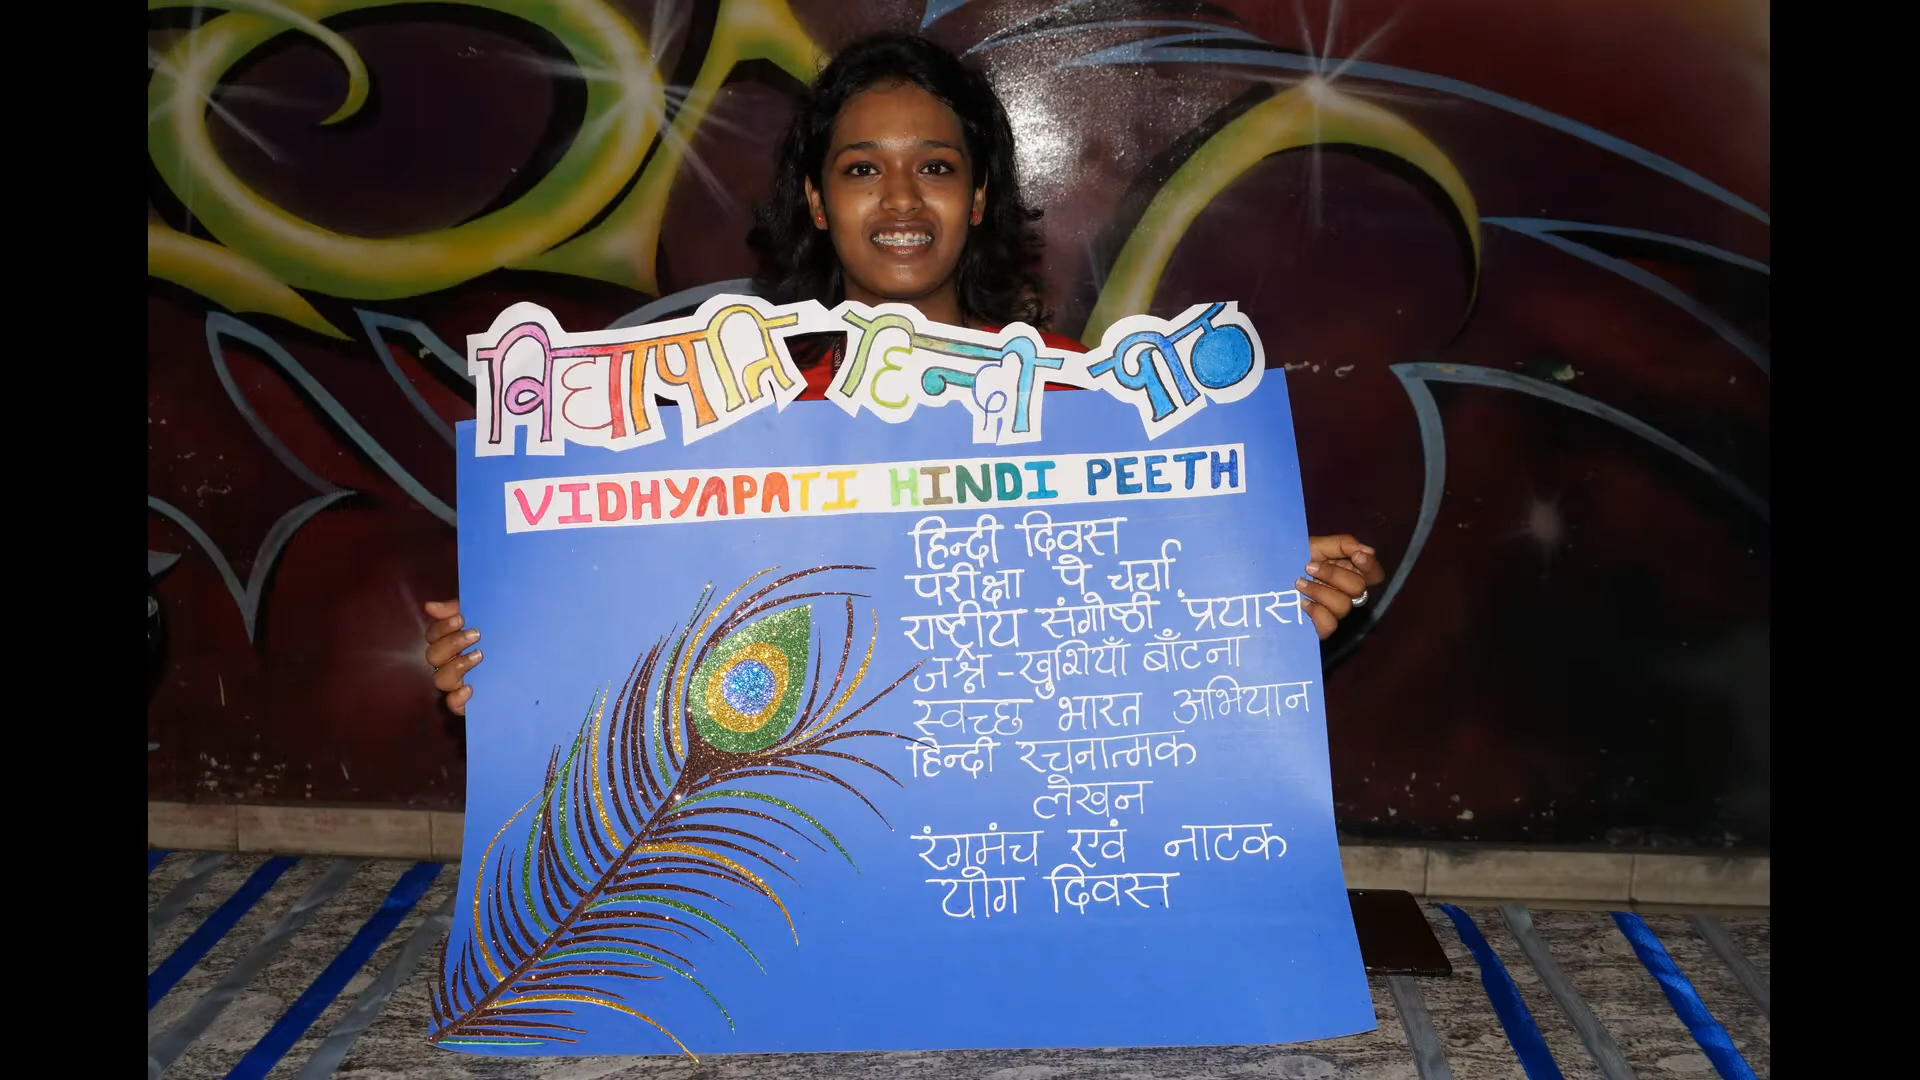 विद्यापति हिन्दी पीठ
VIDHYAPATI HINDI PEETH
हिन्दी दिवस
परीक्षा पे चर्चा
राष्ट्रीय संगोष्ठी प्रयास
जश्न - खुशियाँ बाँटना
स्वच्छ भारत अभियान
हिन्दी रचनात्मक
लेखन
रंगमंच एवं नाटक
योग दिवस